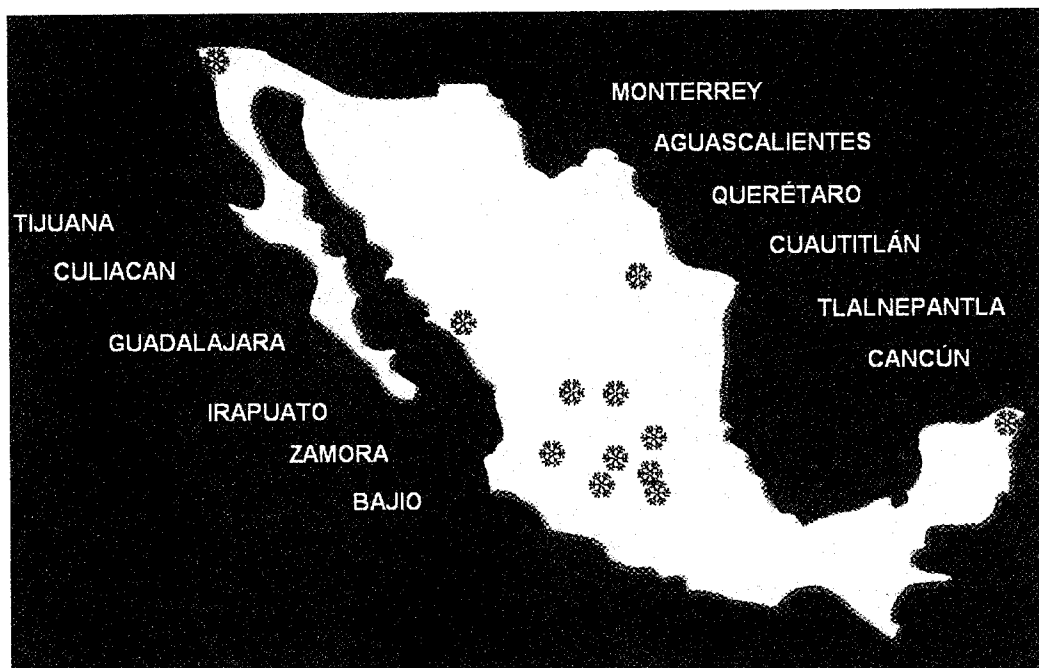 MONTERREY
AGUASCALIENTES
QUERÉTARO
CUAUTITLÁN
TLALNEPANTLA
CANCÚN
TIJUANA
CULIACAN
GUADALAJARA
IRAPUATO
ZAMORA
BAJIO